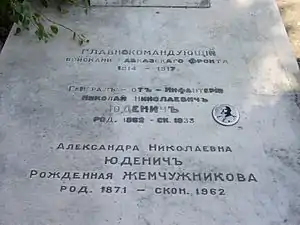 Главнокомандующій
войсками Кавказскаго фронта
1914 – 1917
Генералъ – отъ – Инфантеріи
Николай Николаевичъ
ЮДЕНИЧЪ
род. 1862 – ск. 1933
Александра Николаевна
ЮДЕНИЧЪ
Рожденная ЖЕМЧУЖНИКОВА
род. 1871 – скон. 1962